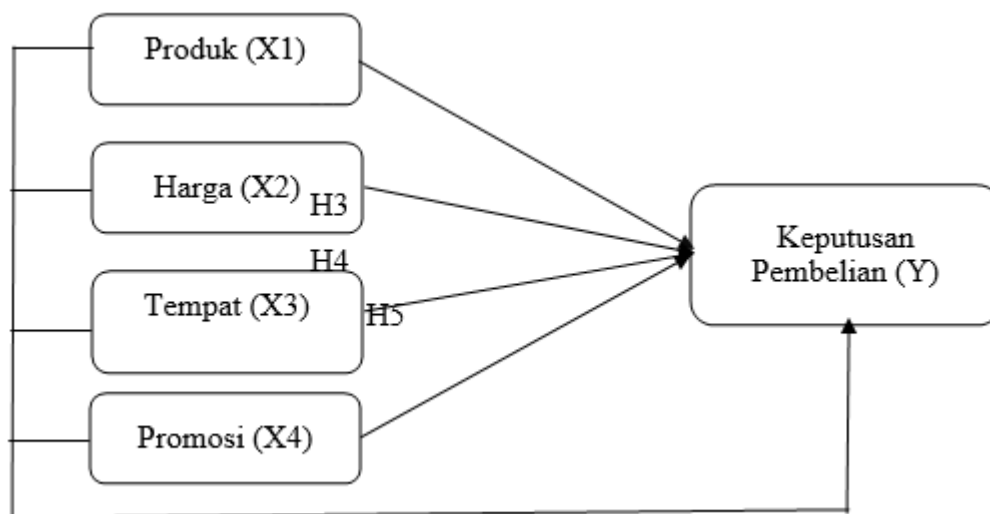 Produk (X1)
Harga (X2)
H3
H4
Tempat (X3)
H5
Promosi (X4)
Keputusan
Pembelian (Y)